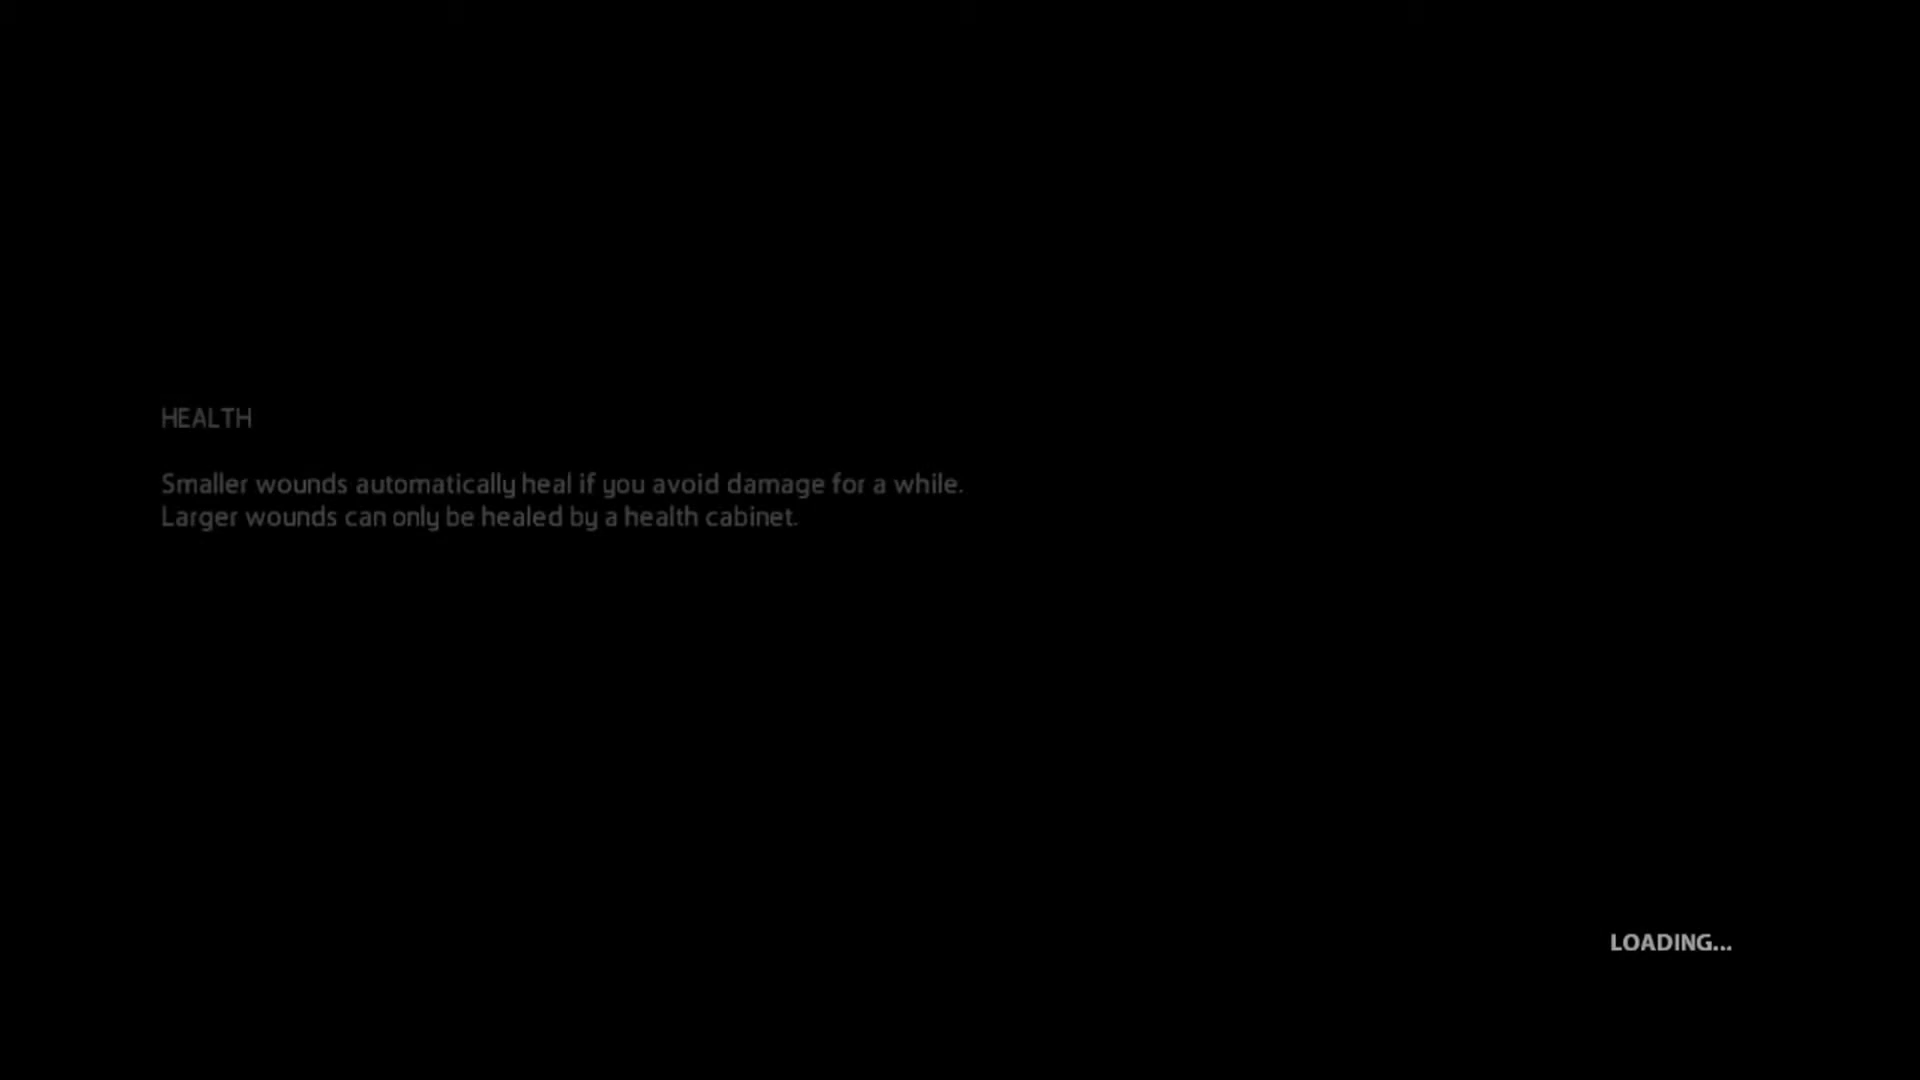 HEALTH
Smaller wounds automatically heal if you avoid damage for a while.
Larger wounds can only be healed by a health cabinet.
LOADING...